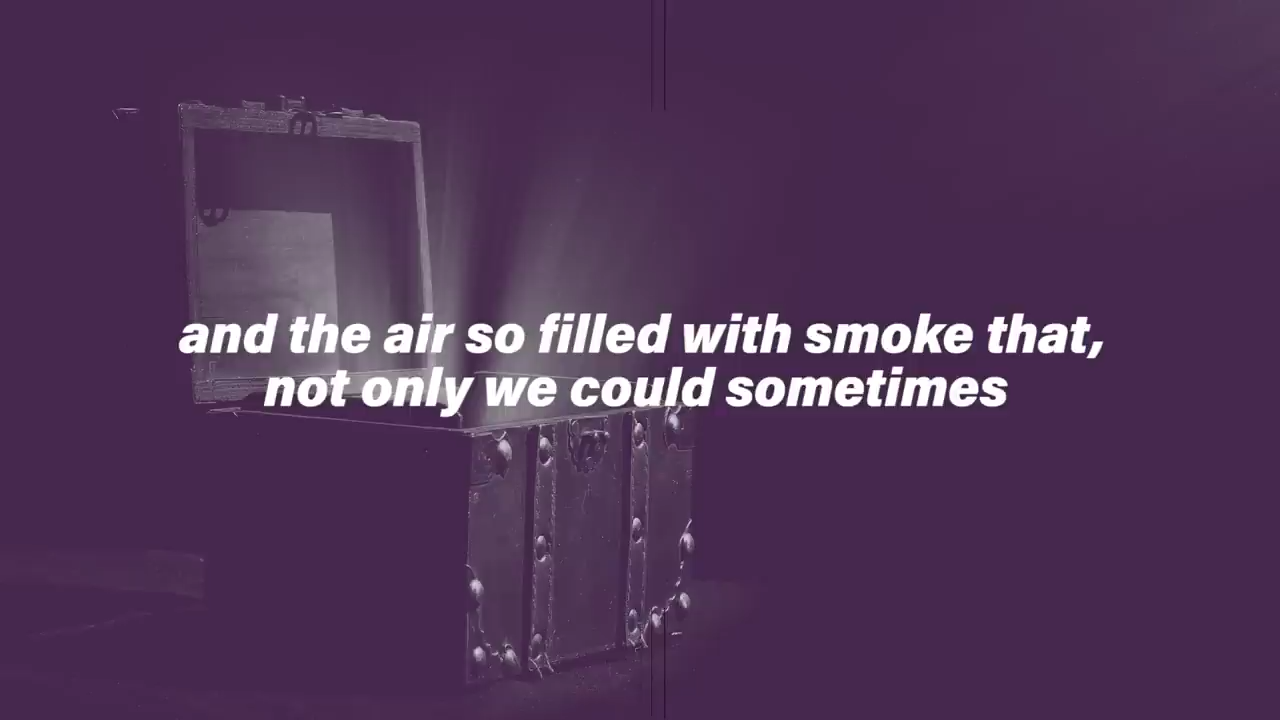 and the air so filled with smoke that,
not only we could sometimes